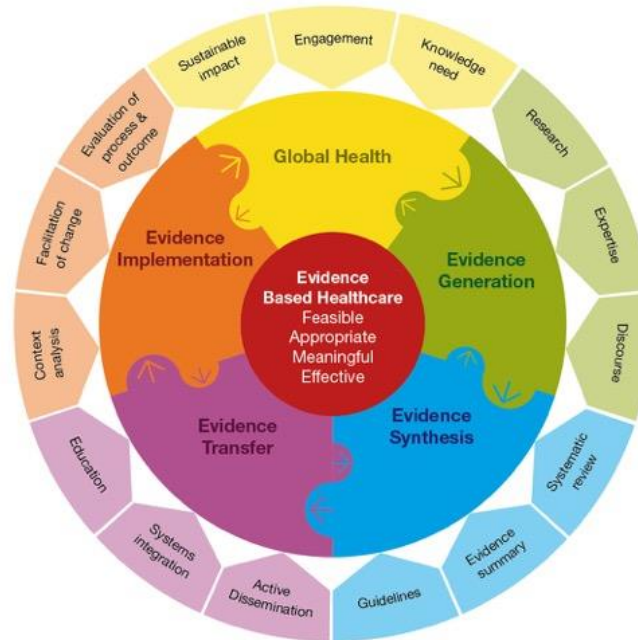 Engagement
Knowledge
need
Research
Expertise
Discourse
Systematic
review
Evidence
summary
Guidelines
Active
Dissemination
Systems
integration
Education
Context
analysis
Facilitation
of change
Evaluation of
process &
outcome
Sustainable
impact
Global Health
Evidence
Generation
Evidence
Synthesis
Evidence
Transfer
Evidence
Implementation
Evidence
Based Healthcare
Feasible
Appropriate
Meaningful
Effective